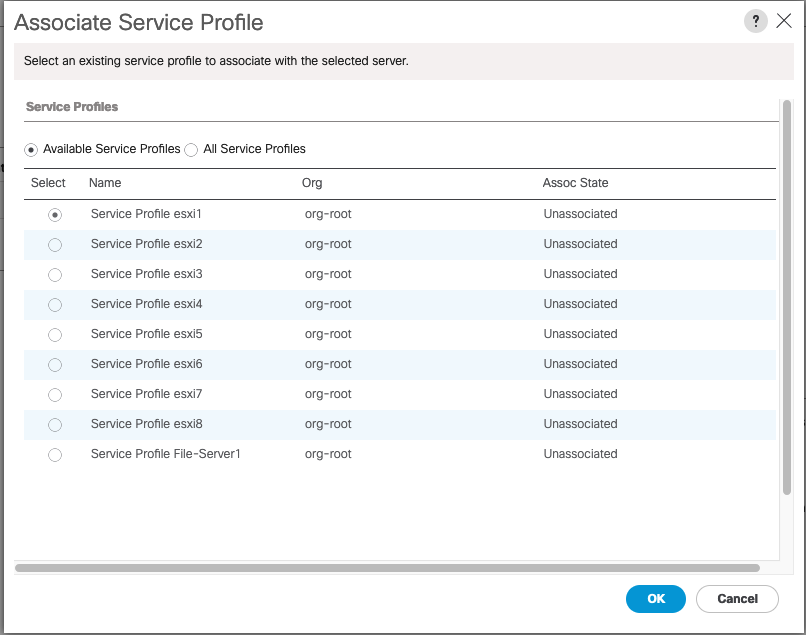 Associate Service Profile ?
Select an existing service profile to associate with the selected server.
Service Profiles
Available Service Profiles All Service Profiles
Select Name Org Assoc State
Service Profile esxi1 org-root Unassociated
Service Profile esxi2 org-root Unassociated
Service Profile esxi3 org-root Unassociated
Service Profile esxi4 org-root Unassociated
Service Profile esxi5 org-root Unassociated
Service Profile esxi6 org-root Unassociated
Service Profile esxi7 org-root Unassociated
Service Profile esxi8 org-root Unassociated
Service Profile File-Server1 org-root Unassociated
OK Cancel